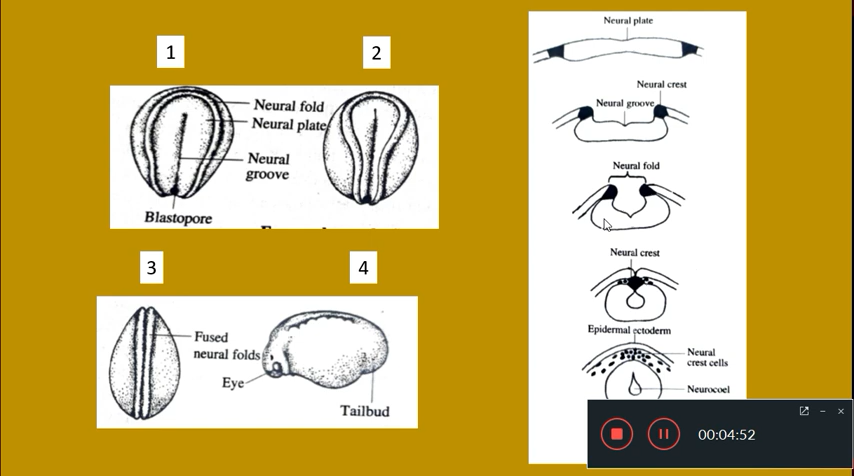 1
2
Neural fold
Neural plate
Neural
groove
Blastopore
3
4
Fused
neural folds
Eye
Tailbud
Neural plate
Neural crest
Neural groove
Neural fold
Neural crest
Epidermal ectoderm
Neural
crest cells
Neurocoel
00:04:52